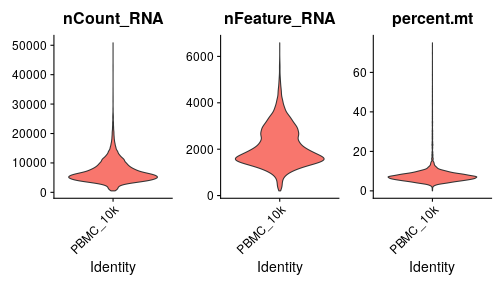 nCount_RNA
50000
40000
30000
20000
10000
0
PBMC_10k
Identity
nFeature_RNA
6000
4000
2000
0
PBMC_10k
Identity
percent.mt
60
40
20
0
PBMC_10k
Identity